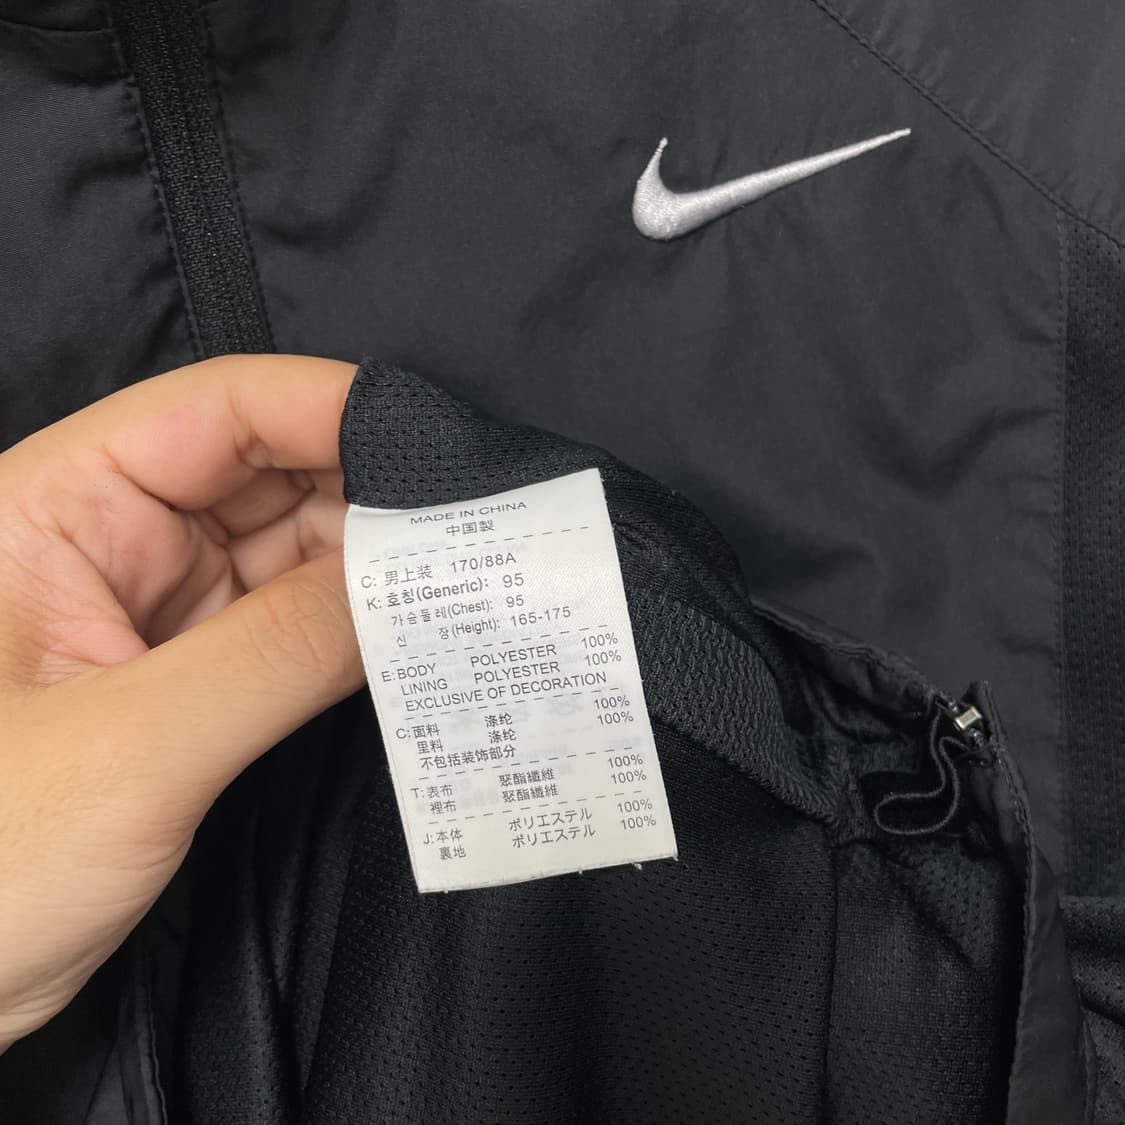 MADE IN CHINA
中国製
C: 男上装 170/88A
K: 호칭(Generic): 95
가슴둘레(Chest): 95
신 장(Height): 165-175
E: BODY POLYESTER 100%
LINING POLYESTER 100%
EXCLUSIVE OF DECORATION
C: 面料 涤纶 100%
里料 涤纶 100%
不包括装饰部分
T: 表布 聚酯纖維 100%
裡布 聚酯纖維 100%
J: 本体 ポリエステル 100%
裏地 ポリエステル 100%